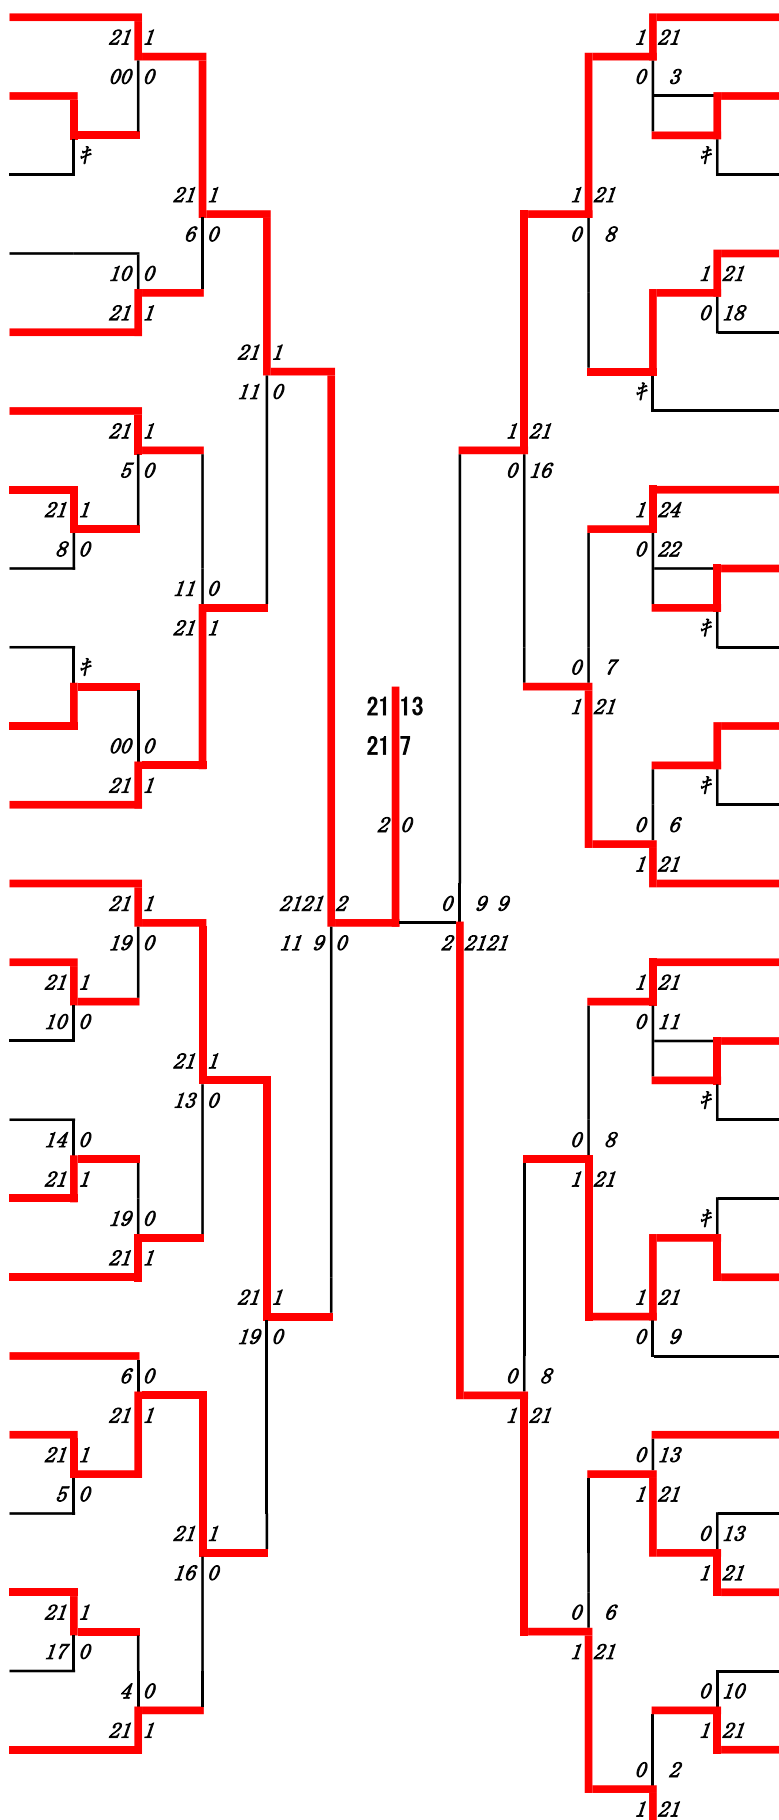 21 1 1 21
00 0 0 3
ｷ ｷ
21 1 1 21
6 0 0 8
10 0 1 21
21 1 0 18
21 1
11 0 ｷ
21 1 1 21
5 0 0 16
21 1 1 24
8 0 0 22
11 0
21 1 ｷ
ｷ 0 7
21 13 1 21
00 0 21 7
21 1 ｷ
2 0 0 6
1 21
21 1 2121 2 0 9 9
19 0 11 9 0 2 2121
21 1 1 21
10 0 0 11
21 1
13 0 ｷ
14 0 0 8
21 1 1 21
19 0 ｷ
21 1
21 1 1 21
19 0 0 9
6 0 0 8
21 1 1 21
21 1 0 13
5 0 1 21
21 1 0 13
16 0 1 21
21 1 0 6
17 0 1 21
4 0 0 10
21 1 1 21
0 2
1 21